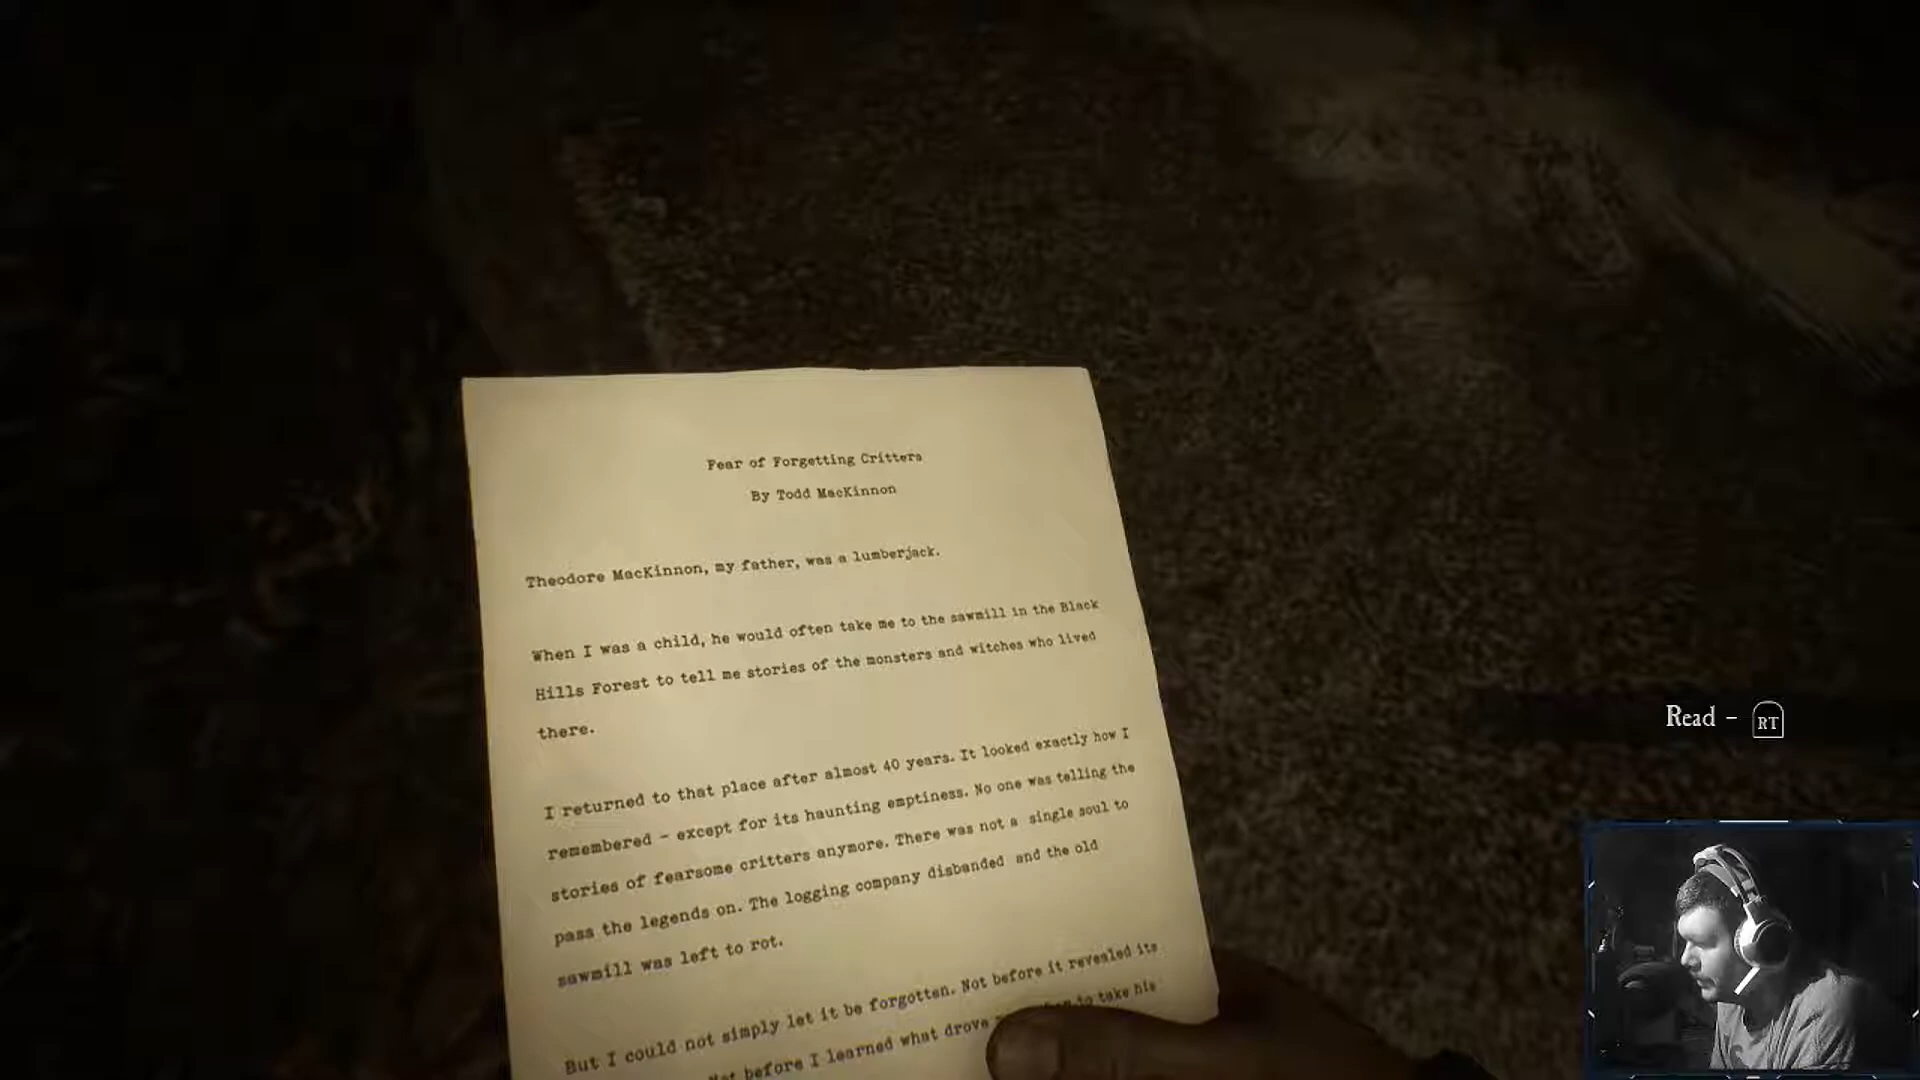 Fear of Forgetting Critters
By Todd MacKinnon
Theodore MacKinnon, my father, was a lumberjack.
When I was a child, he would often take me to the sawmill in the Black
Hills Forest to tell me stories of the monsters and witches who lived
there.
I returned to that place after almost 40 years. It looked exactly how I
remembered - except for its haunting emptiness. No one was telling the
stories of fearsome critters anymore. There was not a single soul to
pass the legends on. The logging company disbanded and the old
sawmill was left to rot.
But I could not simply let it be forgotten. Not before it revealed its
before I learned what drove to take his
Read - RT